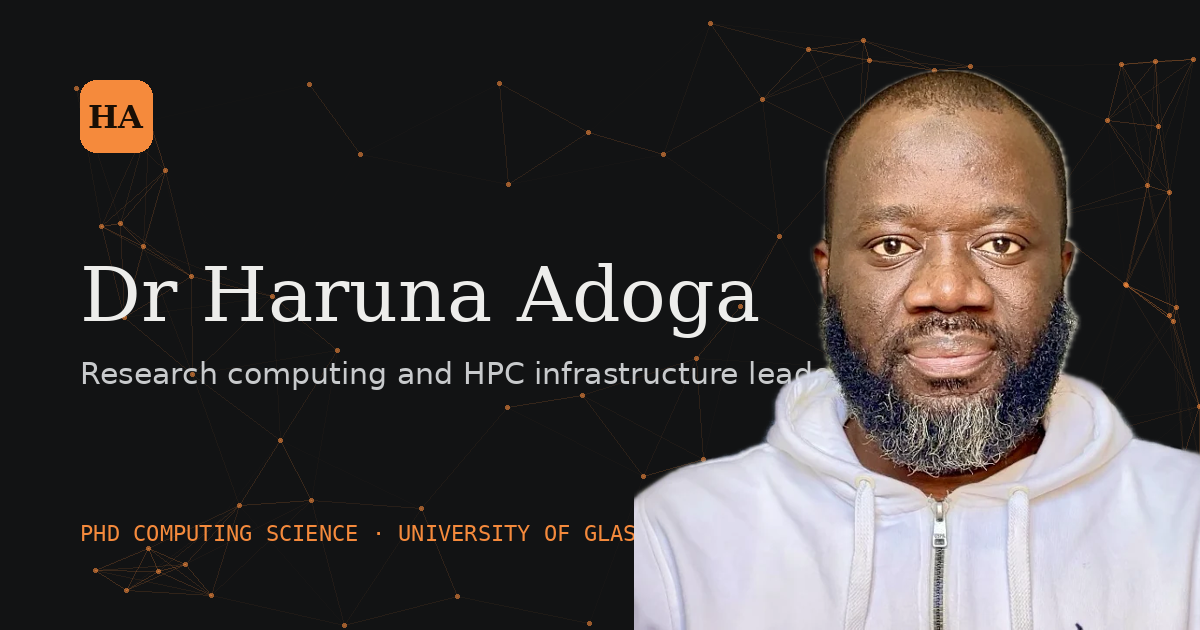 HA
Dr Haruna Adoga
Research computing and HPC infrastructure lead
PHD COMPUTING SCIENCE · UNIVERSITY OF GLAS